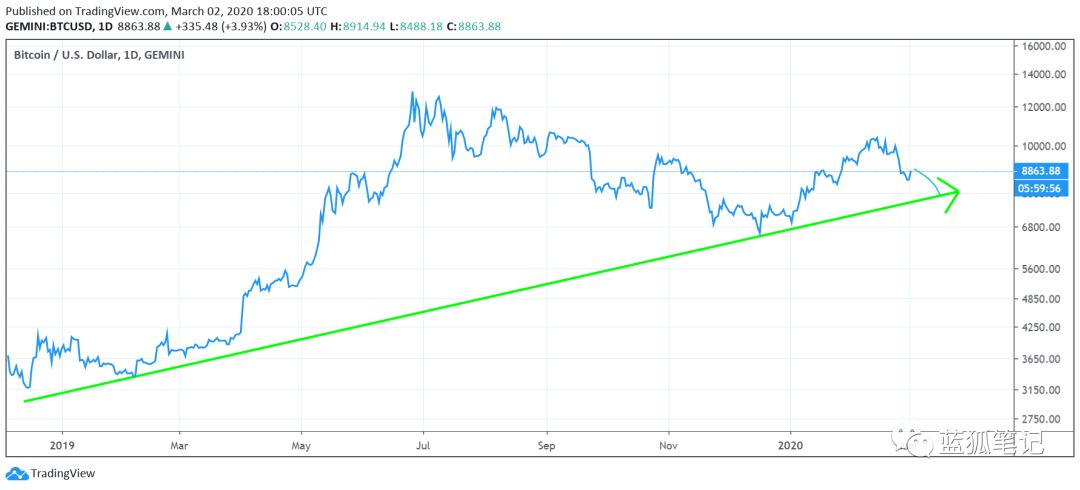 Published on TradingView.com, March 02, 2020 18:00:05 UTC
GEMINI:BTCUSD, 1D 8863.88 ▲ +335.48 (+3.93%) O:8528.40 H:8914.94 L:8488.18 C:8863.88
Bitcoin / U.S. Dollar, 1D, GEMINI
16000.00
14000.00
12000.00
10000.00
8863.88
05:59:56
6800.00
5600.00
4850.00
4250.00
3650.00
3150.00
2750.00
2019 Mar May Jul Sep Nov 2020
蓝狐笔记
TradingView